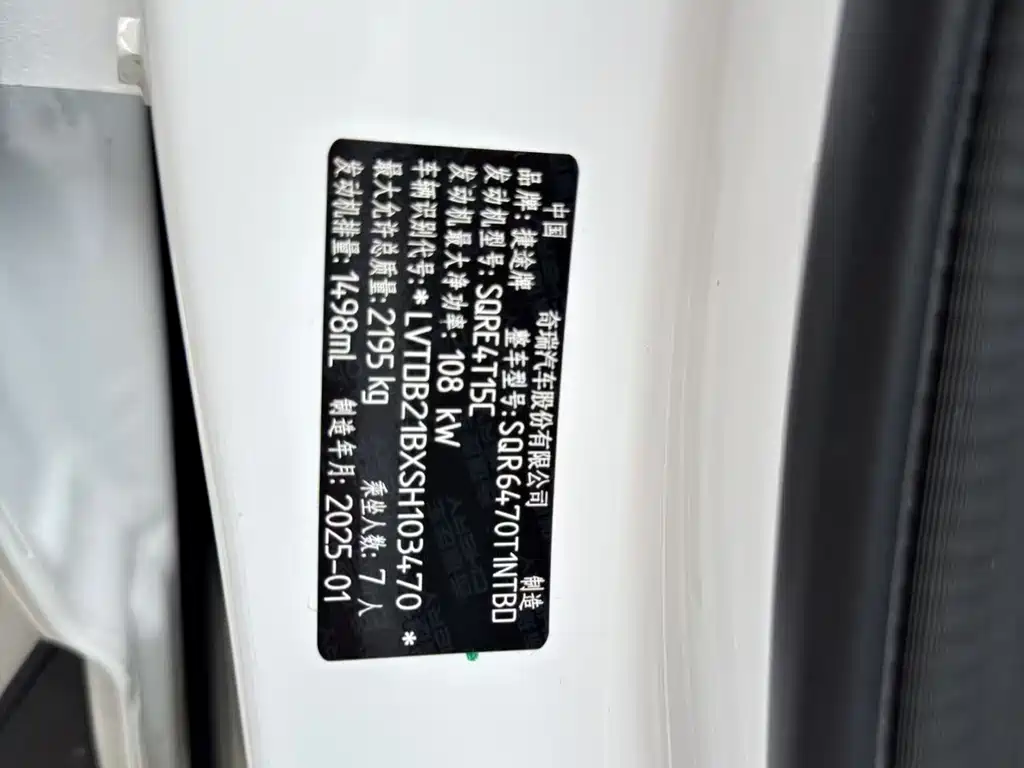 中国 奇瑞汽车股份有限公司 制造
品牌: 捷途牌 整车型号:SQR6470T1NTBD
发动机型号:SQRE4T15C
发动机最大净功率: 108 kW
车辆识别代号:*LVTDB21BXSH103470*
最大允许总质量:2195 kg 乘坐人数: 7 人
发动机排量:1498mL 制造年月: 2025-01